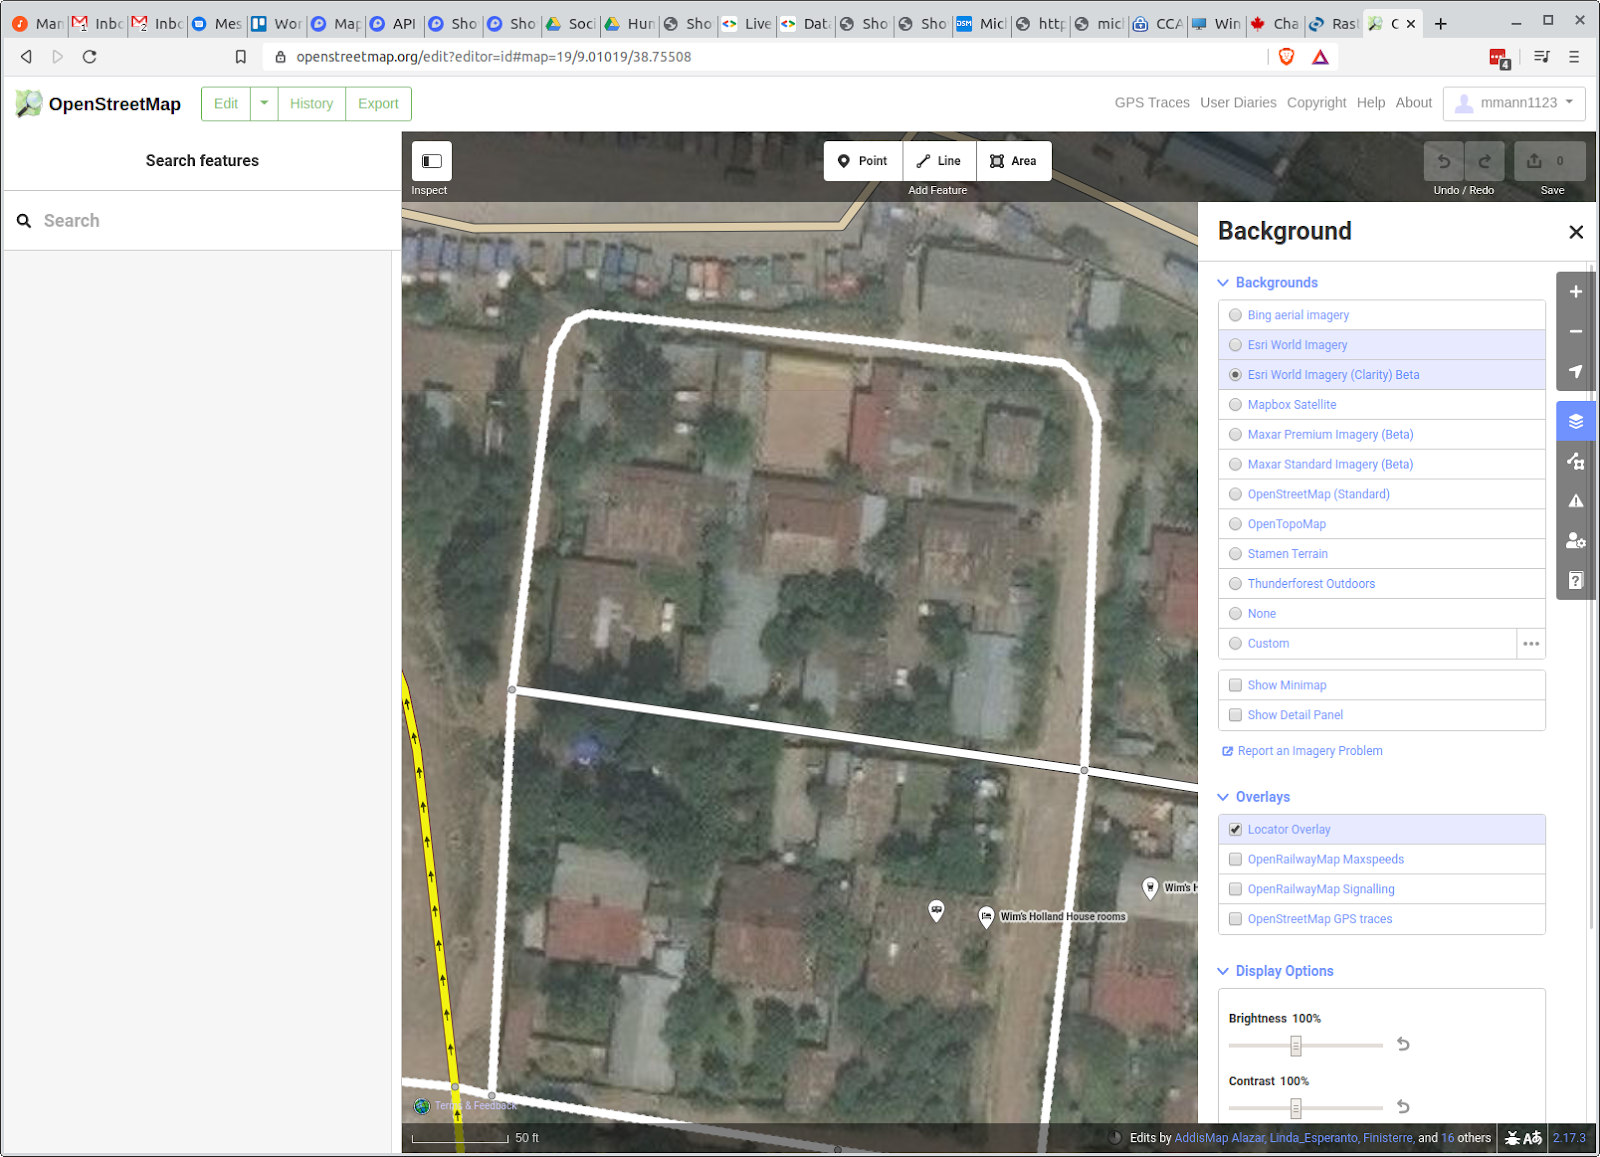 Man
Inbo
Inbo
Mes
Wor
Map
API
Sho
Sho
Soci
Hun
Sho
Live
Data
Sho
Sho
DSM
Mich
http
mich
CCA
Win
Cha
Rast
openstreetmap.org/edit?editor=id#map=19/9.01019/38.75508
4
OpenStreetMap
Edit
History
Export
GPS Traces
User Diaries
Copyright
Help
About
mmann1123
Search features
Search
Inspect
Point
Line
Area
Add Feature
Undo / Redo
0
Save
Background
Backgrounds
Bing aerial imagery
Esri World Imagery
Esri World Imagery (Clarity) Beta
Mapbox Satellite
Maxar Premium Imagery (Beta)
Maxar Standard Imagery (Beta)
OpenStreetMap (Standard)
OpenTopoMap
Stamen Terrain
Thunderforest Outdoors
None
Custom
Show Minimap
Show Detail Panel
Report an Imagery Problem
Overlays
Locator Overlay
OpenRailwayMap Maxspeeds
OpenRailwayMap Signalling
OpenStreetMap GPS traces
Display Options
Brightness 100%
Contrast 100%
Wim's H
Wim's Holland House rooms
Terms & Feedback
50 ft
Edits by AddisMap Alazar, Linda_Esperanto, Finisterre, and 16 others
2.17.3